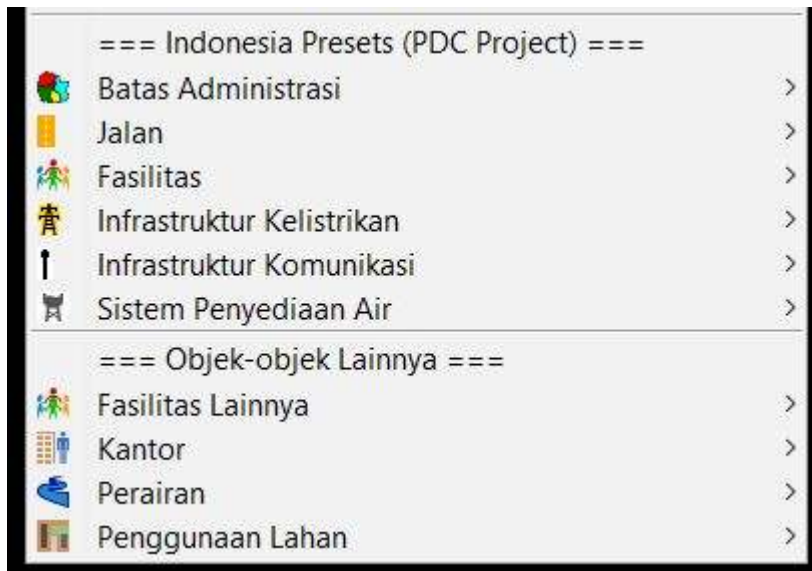 === Indonesia Presets (PDC Project) ===
Batas Administrasi
Jalan
Fasilitas
Infrastruktur Kelistrikan
Infrastruktur Komunikasi
Sistem Penyediaan Air
=== Objek-objek Lainnya ===
Fasilitas Lainnya
Kantor
Perairan
Penggunaan Lahan